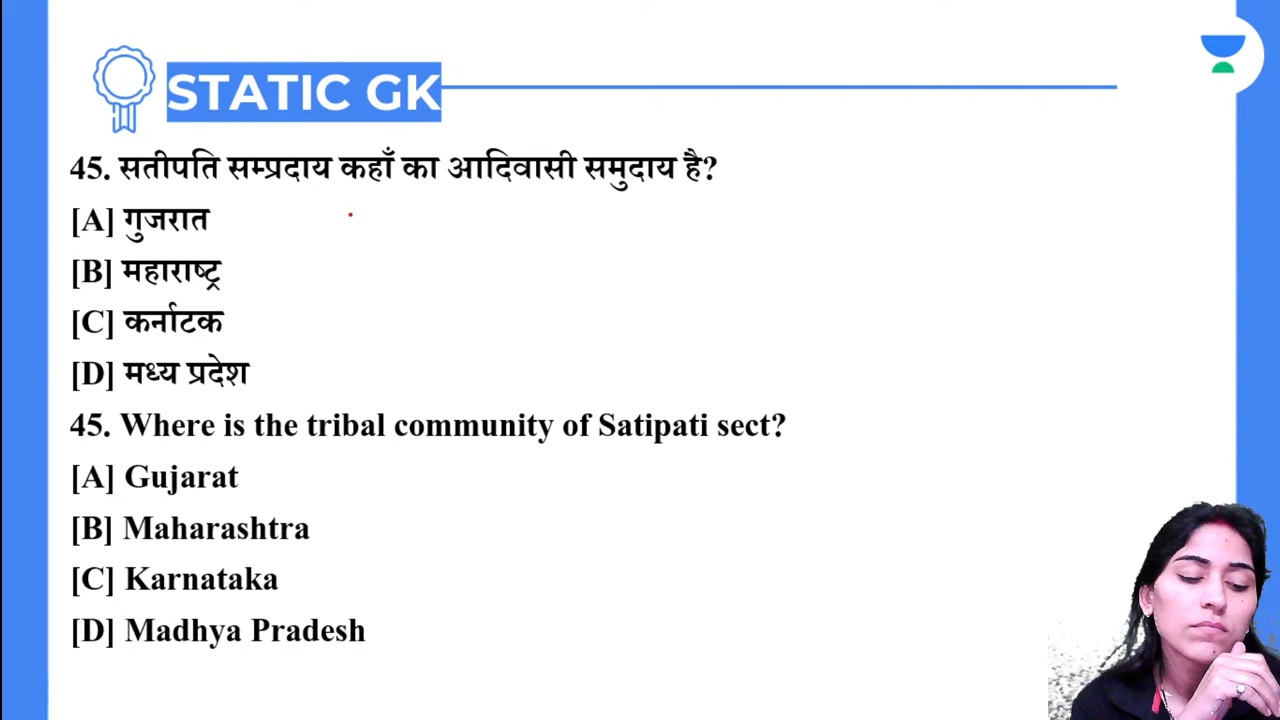 STATIC GK
45. सतीपति सम्प्रदाय कहाँ का आदिवासी समुदाय है?
[A] गुजरात
[B] महाराष्ट्र
[C] कर्नाटक
[D] मध्य प्रदेश
45. Where is the tribal community of Satipati sect?
[A] Gujarat
[B] Maharashtra
[C] Karnataka
[D] Madhya Pradesh